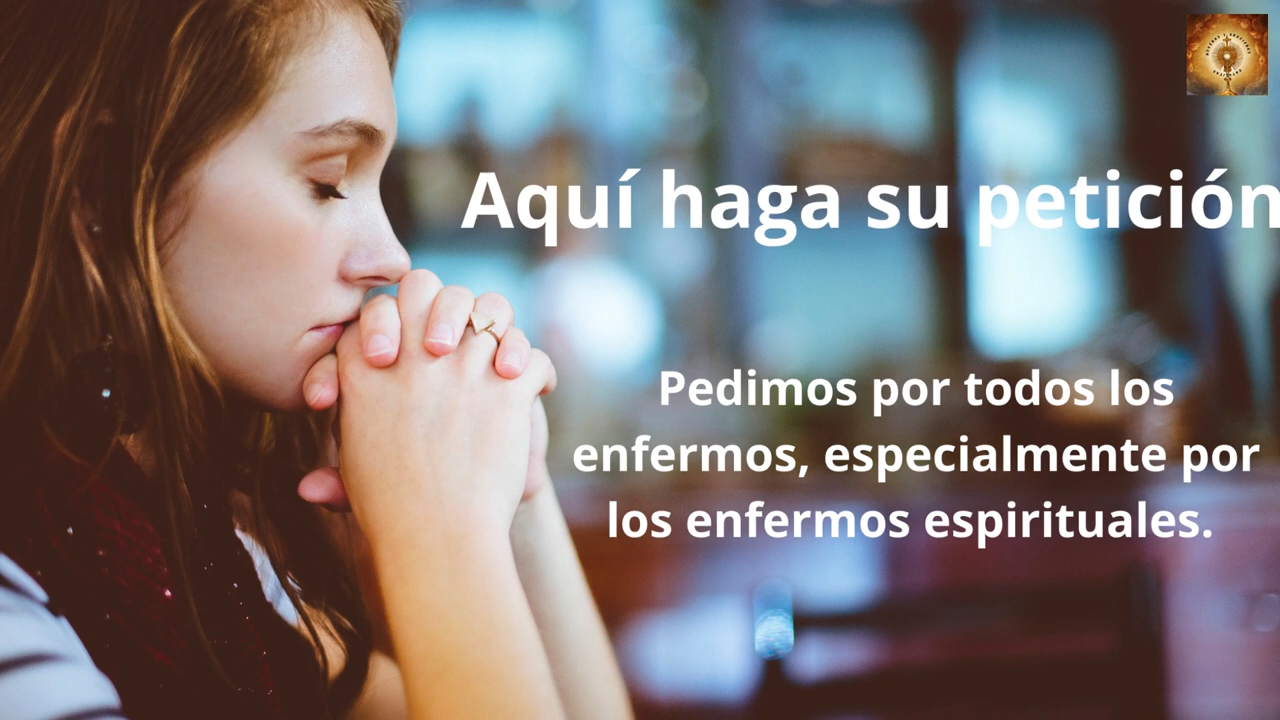 Aquí haga su petición
Pedimos por todos los
enfermos, especialmente por
los enfermos espirituales.